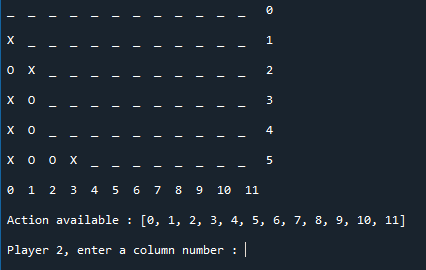 _ _ _ _ _ _ _ _ _ _ _ _ 0
X _ _ _ _ _ _ _ _ _ _ _ 1
O X _ _ _ _ _ _ _ _ _ _ 2
X O _ _ _ _ _ _ _ _ _ _ 3
X O _ _ _ _ _ _ _ _ _ _ 4
X O O X _ _ _ _ _ _ _ _ 5
0 1 2 3 4 5 6 7 8 9 10 11
Action available : [0, 1, 2, 3, 4, 5, 6, 7, 8, 9, 10, 11]
Player 2, enter a column number :